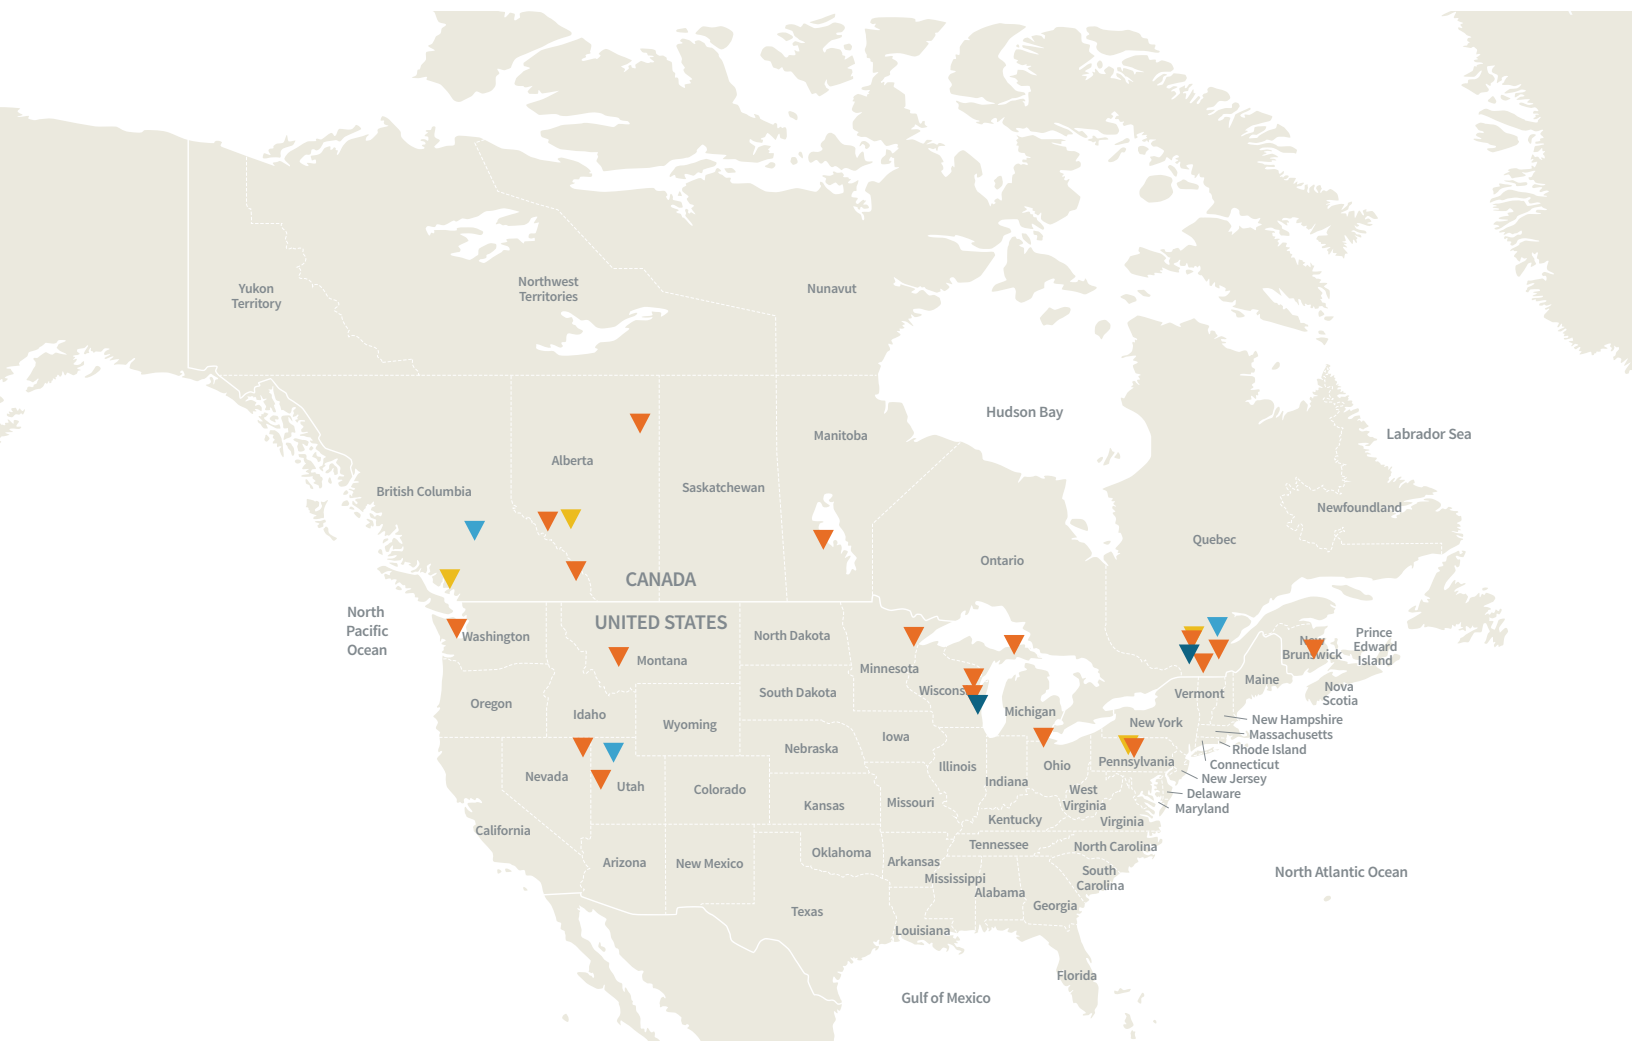 Yukon
Territory
Northwest
Territories
Nunavut
Hudson Bay
Labrador Sea
Manitoba
Alberta
Saskatchewan
British Columbia
Newfoundland
Quebec
Ontario
CANADA
North
Pacific
Ocean
UNITED STATES
Washington
North Dakota
Montana
Minnesota
New
Brunswick
Prince
Edward
Island
Oregon
Idaho
South Dakota
Wyoming
Wiscons
Michigan
Vermont
Maine
Nova
Scotia
New York
New Hampshire
Massachusetts
Rhode Island
Connecticut
New Jersey
Delaware
Maryland
Nevada
Utah
Colorado
Nebraska
Iowa
Illinois
Indiana
Ohio
Pennsylvania
West
Virginia
Virginia
Kansas
Missouri
Kentucky
California
Arizona
New Mexico
Oklahoma
Arkansas
Tennessee
North Carolina
South
Carolina
Mississippi
Alabama
Georgia
North Atlantic Ocean
Texas
Louisiana
Florida
Gulf of Mexico